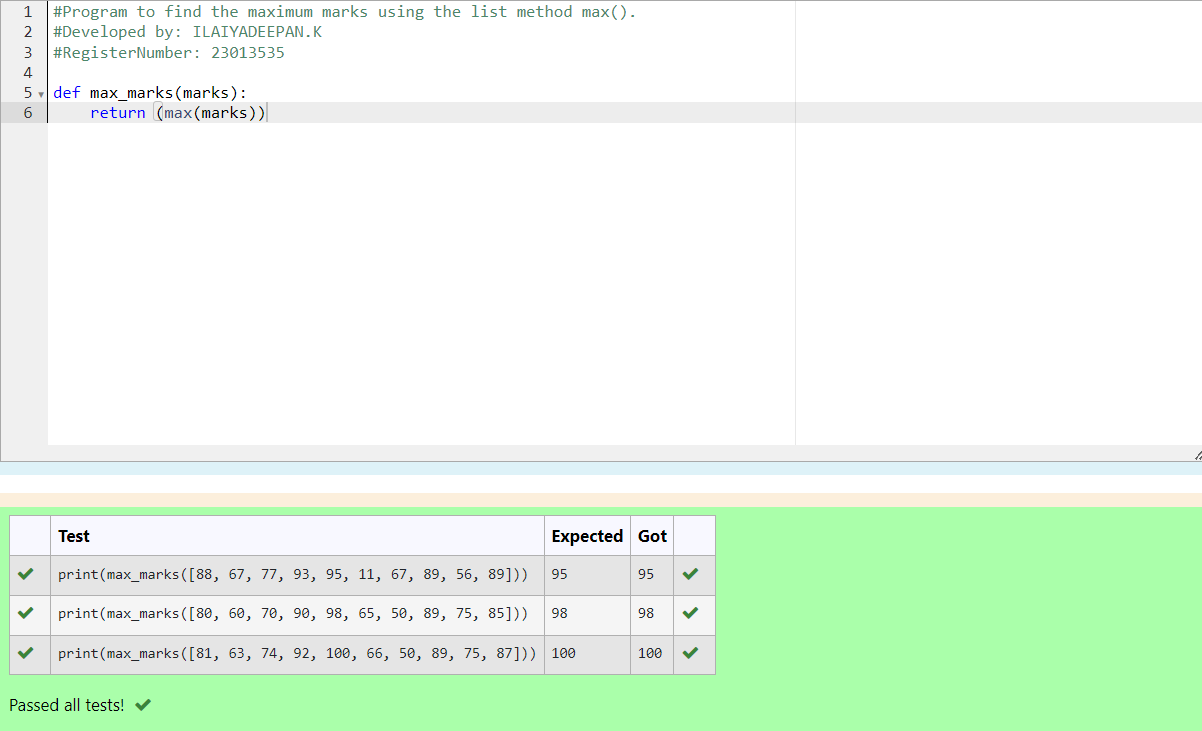 1 #Program to find the maximum marks using the list method max().
2 #Developed by: ILAIYADEEPAN.K
3 #RegisterNumber: 23013535
4
5 def max_marks(marks):
6     return (max(marks))
Test Expected Got
print(max_marks([88, 67, 77, 93, 95, 11, 67, 89, 56, 89])) 95 95
print(max_marks([80, 60, 70, 90, 98, 65, 50, 89, 75, 85])) 98 98
print(max_marks([81, 63, 74, 92, 100, 66, 50, 89, 75, 87])) 100 100
Passed all tests!